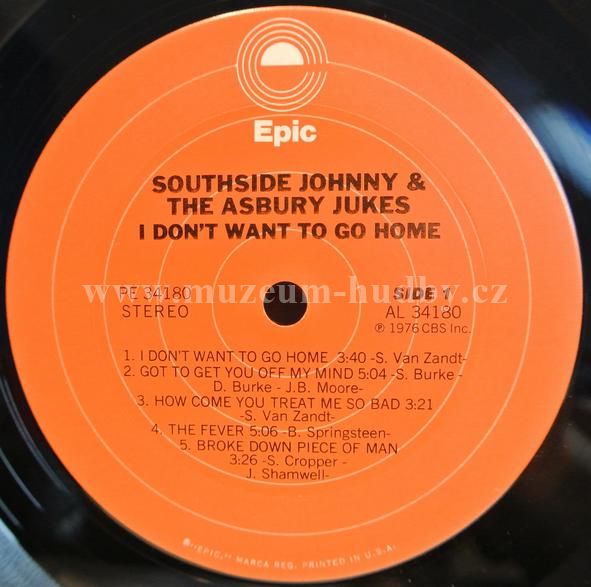 Epic
SOUTHSIDE JOHNNY &
THE ASBURY JUKES
I DON'T WANT TO GO HOME
www.muzeum-hudby.cz
PE 34180
STEREO
SIDE 1
AL 34180
℗ 1976 CBS Inc.
1. I DON'T WANT TO GO HOME 3:40 -S. Van Zandt-
2. GOT TO GET YOU OFF MY MIND 5:04 -S. Burke -
D. Burke - J.B. Moore-
3. HOW COME YOU TREAT ME SO BAD 3:21
-S. Van Zandt-
4. THE FEVER 5:06 -B. Springsteen-
5. BROKE DOWN PIECE OF MAN
3:26 -S. Cropper -
J. Shamwell-
®"EPIC," MARCA REG. PRINTED IN U.S.A.